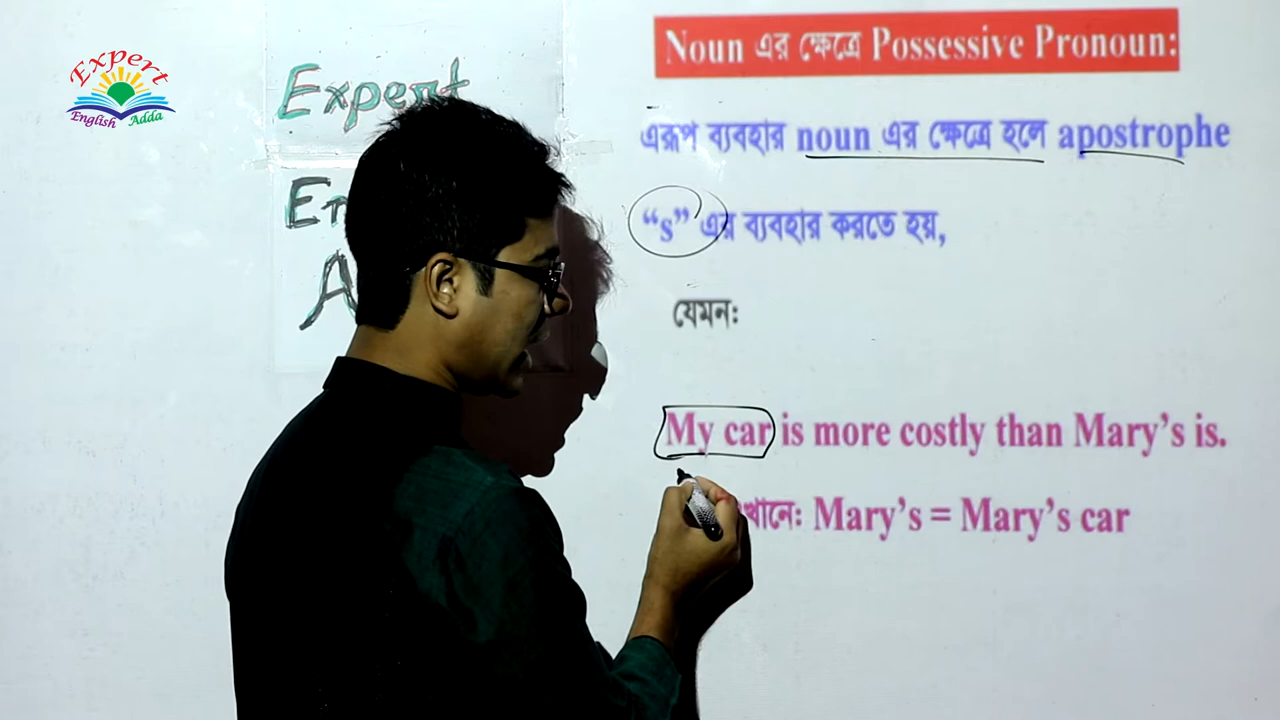 Expert
English Adda
Expert
Noun এর ক্ষেত্রে Possessive Pronoun:
এরূপ ব্যবহার noun এর ক্ষেত্রে হলে apostrophe
“s” এর ব্যবহার করতে হয়,
যেমন:
My car is more costly than Mary’s is.
Mary’s = Mary’s car